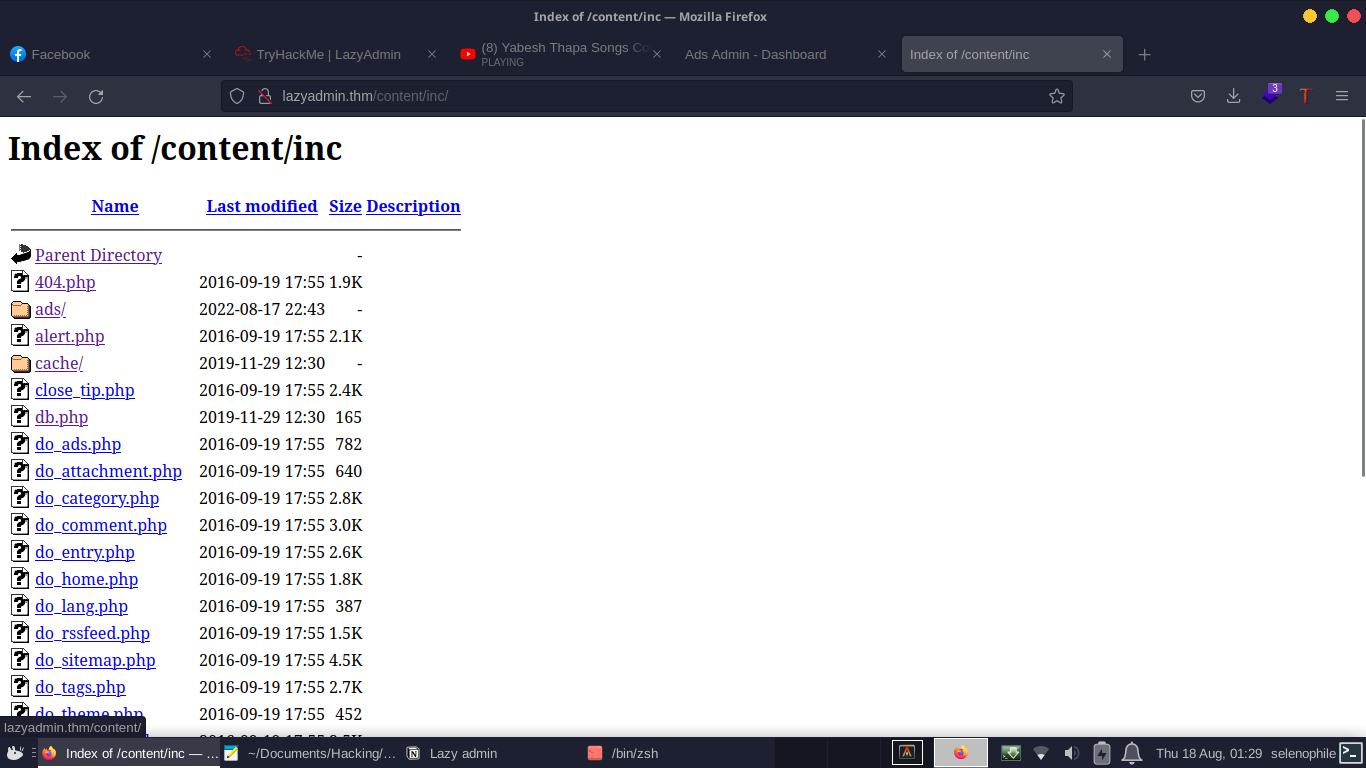 Index of /content/inc — Mozilla Firefox
Facebook
TryHackMe | LazyAdmin
(8) Yabesh Thapa Songs Co
PLAYING
Ads Admin - Dashboard
Index of /content/inc
lazyadmin.thm/content/inc/
3
Index of /content/inc
Name Last modified Size Description
Parent Directory -
404.php 2016-09-19 17:55 1.9K
ads/ 2022-08-17 22:43 -
alert.php 2016-09-19 17:55 2.1K
cache/ 2019-11-29 12:30 -
close_tip.php 2016-09-19 17:55 2.4K
db.php 2019-11-29 12:30 165
do_ads.php 2016-09-19 17:55 782
do_attachment.php 2016-09-19 17:55 640
do_category.php 2016-09-19 17:55 2.8K
do_comment.php 2016-09-19 17:55 3.0K
do_entry.php 2016-09-19 17:55 2.6K
do_home.php 2016-09-19 17:55 1.8K
do_lang.php 2016-09-19 17:55 387
do_rssfeed.php 2016-09-19 17:55 1.5K
do_sitemap.php 2016-09-19 17:55 4.5K
do_tags.php 2016-09-19 17:55 2.7K
do_theme.php 2016-09-19 17:55 452
lazyadmin.thm/content/
Index of /content/inc — …
~/Documents/Hacking/…
Lazy admin
/bin/zsh
Thu 18 Aug, 01:29
selenophile